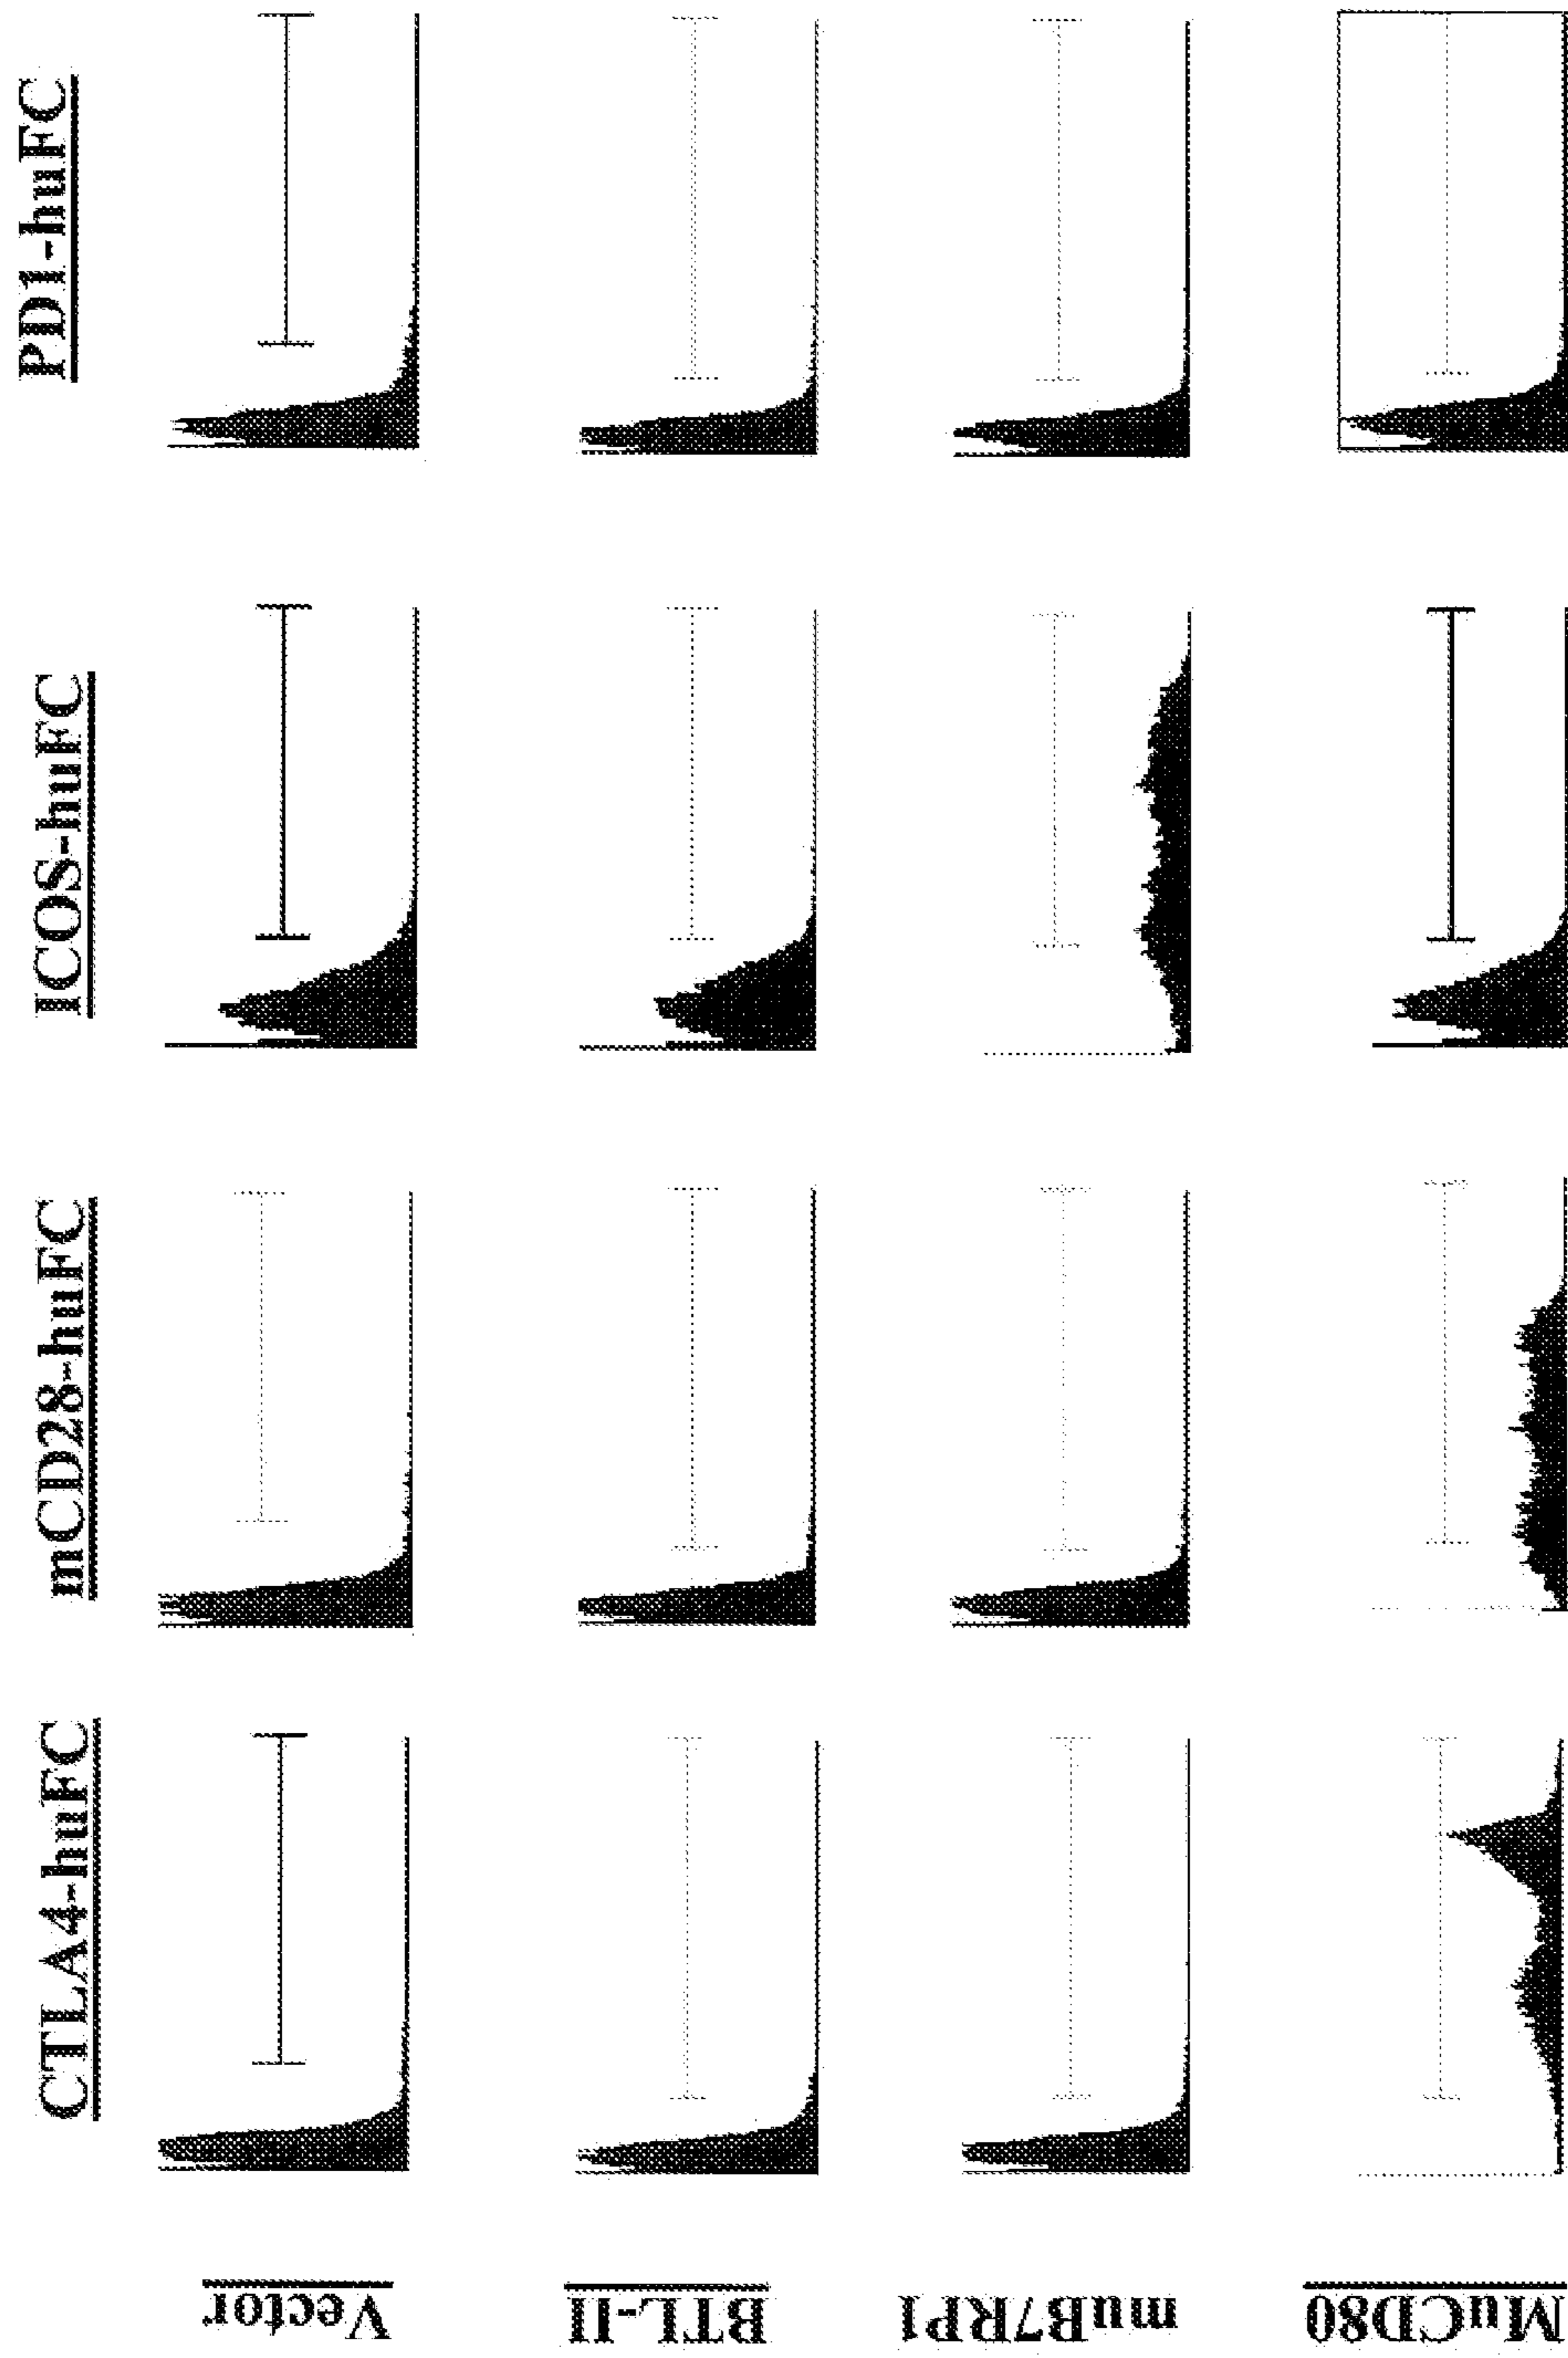 CTLA4-huFC
mCD28-huFC
ICOS-huFC
PD1-huFC
Vector
BTL-II
muB7RP1
MuCD80